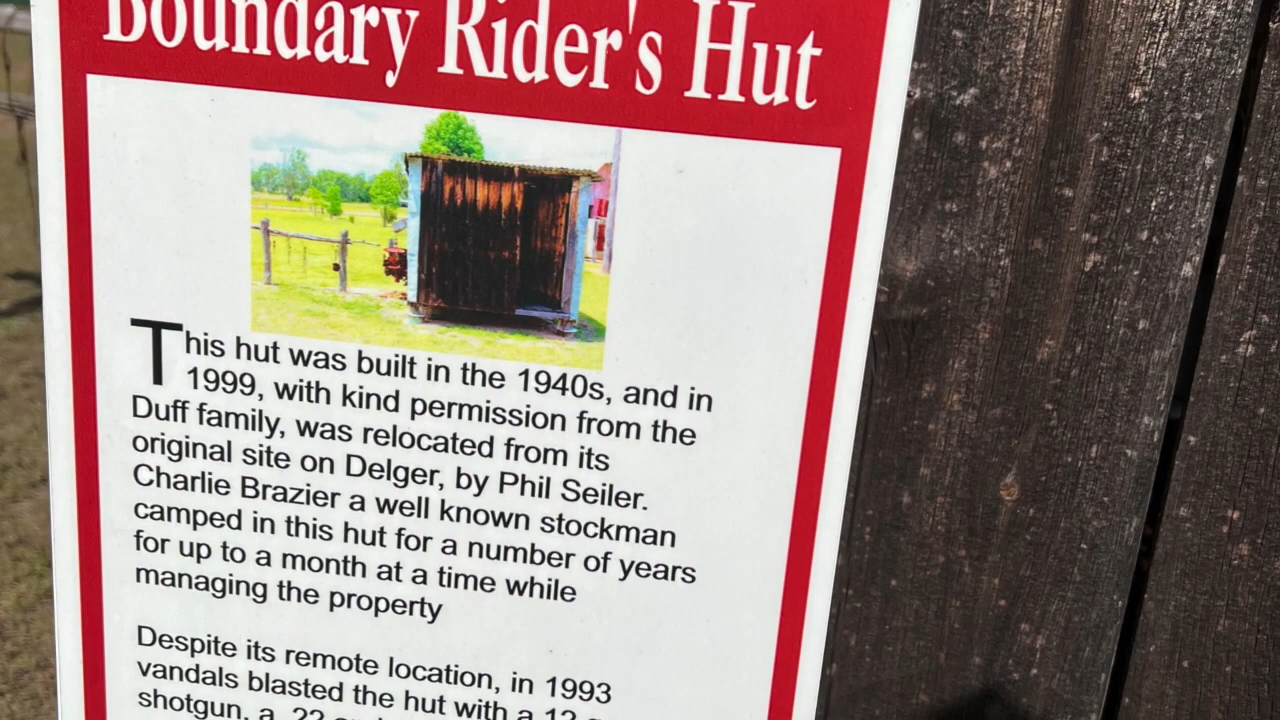 Boundary Rider's Hut
This hut was built in the 1940s, and in
1999, with kind permission from the
Duff family, was relocated from its
original site on Delger, by Phil Seiler.
Charlie Brazier a well known stockman
camped in this hut for a number of years
for up to a month at a time while
managing the property
Despite its remote location, in 1993
vandals blasted the hut with a 12
shotgun, a .22